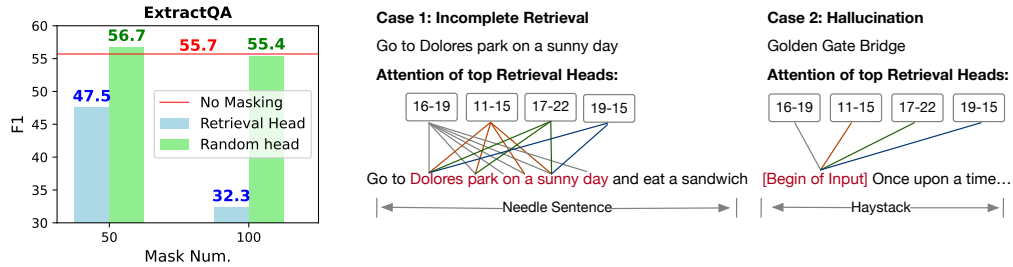 ExtractQA
60
55
50
45
40
35
30
F1
56.7
55.7
55.4
47.5
32.3
No Masking
Retrieval Head
Random head
50
100
Mask Num.
Case 1: Incomplete Retrieval
Go to Dolores park on a sunny day
Attention of top Retrieval Heads:
16-19 11-15 17-22 19-15
Go to Dolores park on a sunny day and eat a sandwich
Needle Sentence
Case 2: Hallucination
Golden Gate Bridge
Attention of top Retrieval Heads:
16-19 11-15 17-22 19-15
[Begin of Input] Once upon a time…
Haystack